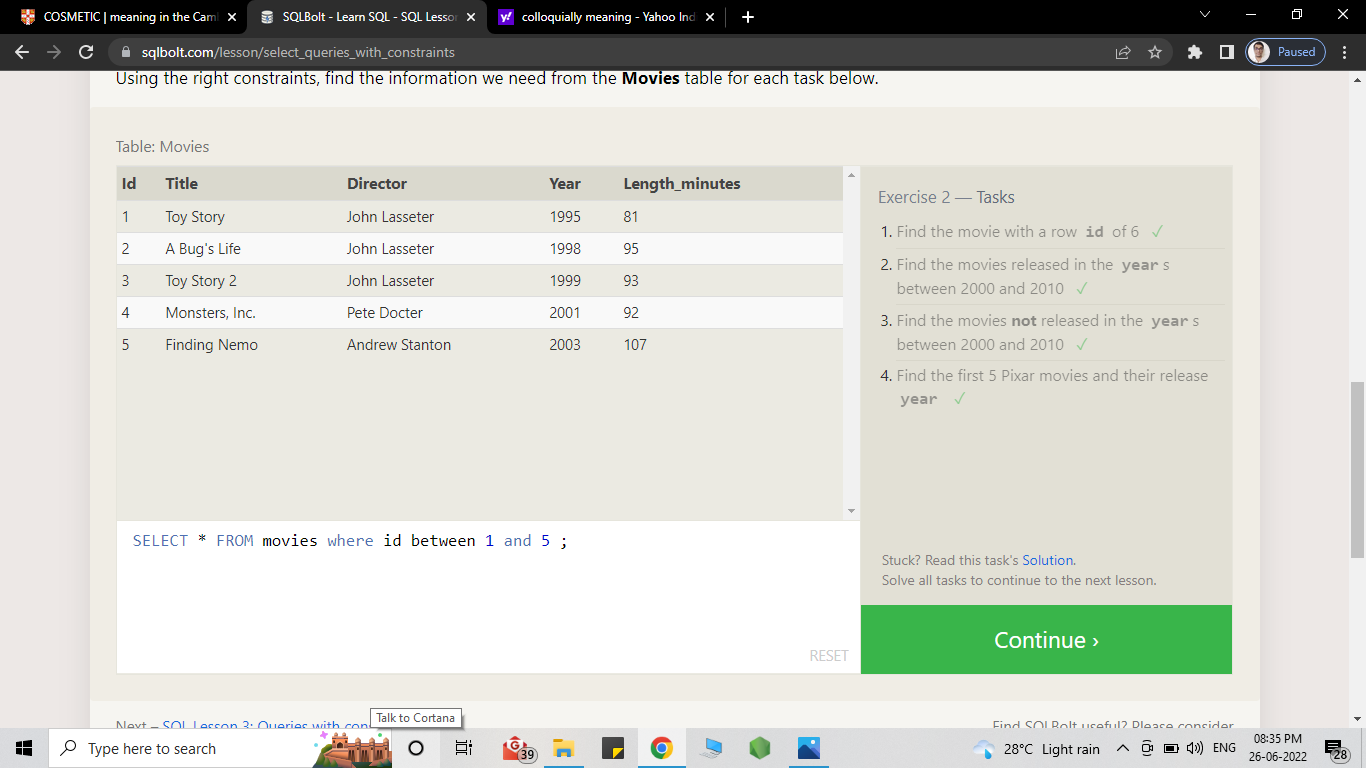 COSMETIC | meaning in the Cam
SQLBolt - Learn SQL - SQL Lesson
colloquially meaning - Yahoo Ind
sqlbolt.com/lesson/select_queries_with_constraints
Paused
Using the right constraints, find the information we need from the Movies table for each task below.
Table: Movies
Id Title Director Year Length_minutes
1 Toy Story John Lasseter 1995 81
2 A Bug's Life John Lasseter 1998 95
3 Toy Story 2 John Lasseter 1999 93
4 Monsters, Inc. Pete Docter 2001 92
5 Finding Nemo Andrew Stanton 2003 107
SELECT * FROM movies where id between 1 and 5 ;
RESET
Exercise 2 — Tasks
1. Find the movie with a row id of 6 ✓
2. Find the movies released in the year s
between 2000 and 2010 ✓
3. Find the movies not released in the year s
between 2000 and 2010 ✓
4. Find the first 5 Pixar movies and their release
year ✓
Stuck? Read this task's Solution.
Solve all tasks to continue to the next lesson.
Continue ›
Next – SQL Lesson 3: Queries with con
Find SQLBolt useful? Please consider
Talk to Cortana
Type here to search
39
28°C Light rain
ENG
08:35 PM
26-06-2022
28